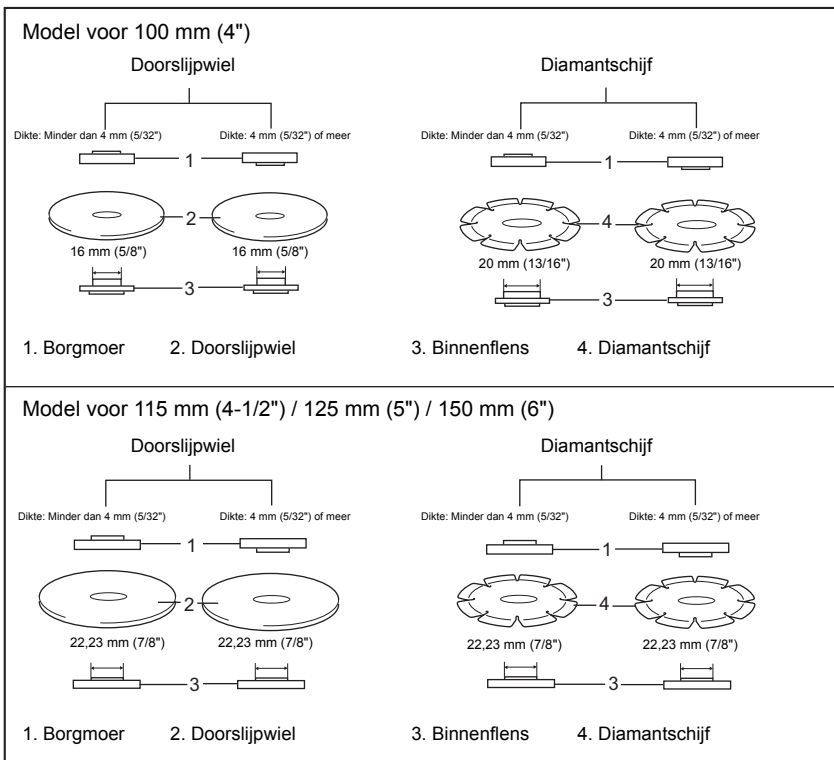 Model voor 100 mm (4")
Doorslijpwiel
Dikte: Minder dan 4 mm (5/32") Dikte: 4 mm (5/32") of meer
1
2
16 mm (5/8") 16 mm (5/8")
3
Diamantschijf
Dikte: Minder dan 4 mm (5/32") Dikte: 4 mm (5/32") of meer
1
4
20 mm (13/16") 20 mm (13/16")
3
1. Borgmoer 2. Doorslijpwiel 3. Binnenflens 4. Diamantschijf
Model voor 115 mm (4-1/2") / 125 mm (5") / 150 mm (6")
Doorslijpwiel
Dikte: Minder dan 4 mm (5/32") Dikte: 4 mm (5/32") of meer
1
2
22,23 mm (7/8") 22,23 mm (7/8")
3
Diamantschijf
Dikte: Minder dan 4 mm (5/32") Dikte: 4 mm (5/32") of meer
1
4
22,23 mm (7/8") 22,23 mm (7/8")
3
1. Borgmoer 2. Doorslijpwiel 3. Binnenflens 4. Diamantschijf